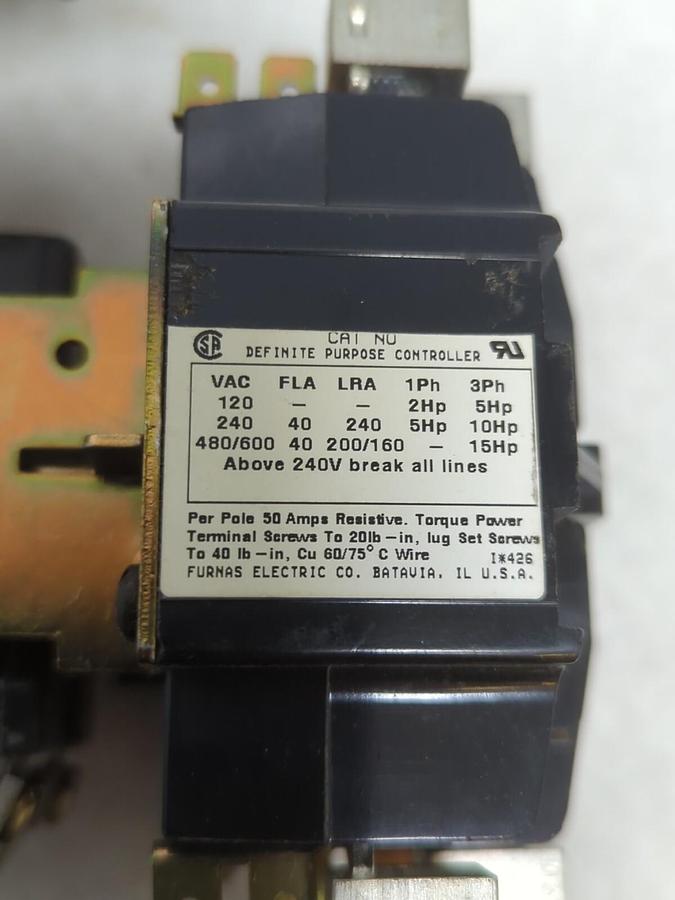 CAT NO
DEFINITE PURPOSE CONTROLLER
VAC FLA LRA 1Ph 3Ph
120 — — 2Hp 5Hp
240 40 240 5Hp 10Hp
480/600 40 200/160 — 15Hp
Above 240V break all lines
Per Pole 50 Amps Resistive. Torque Power
Terminal Screws To 20lb-in, lug Set Screws
To 40 lb-in, Cu 60/75° C Wire I*426
FURNAS ELECTRIC CO. BATAVIA, IL U.S.A.